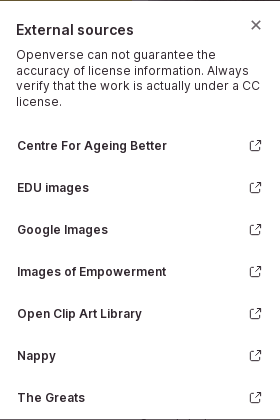 External sources
Openverse can not guarantee the
accuracy of license information. Always
verify that the work is actually under a CC
license.
Centre For Ageing Better
EDU images
Google Images
Images of Empowerment
Open Clip Art Library
Nappy
The Greats